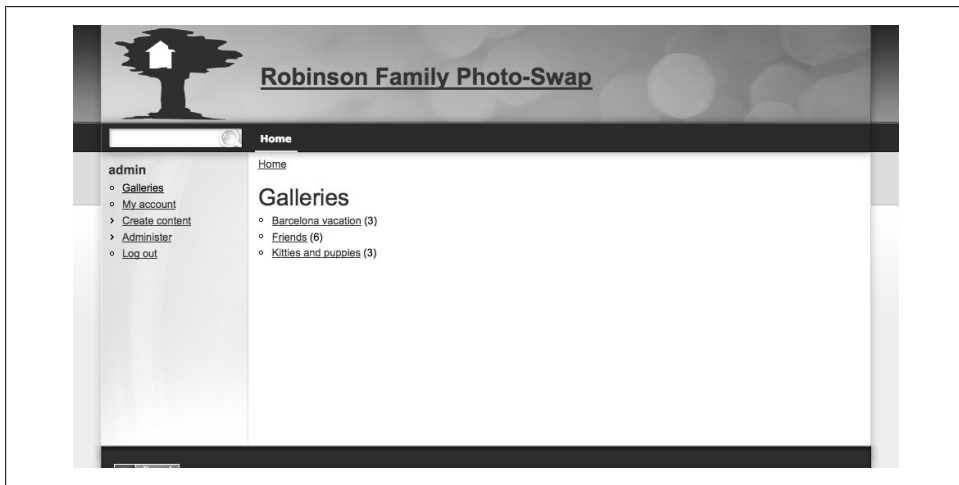 Robinson Family Photo-Swap
Home
admin
Galleries
My account
Create content
Administer
Log out
Home
Galleries
Barcelona vacation (3)
Friends (6)
Kitties and puppies (3)